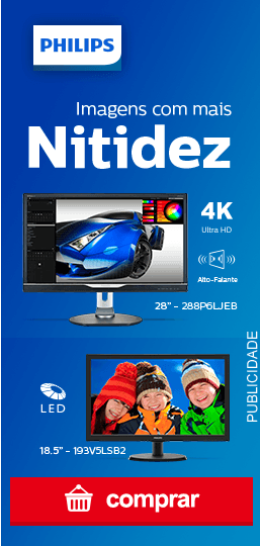 PHILIPS
Imagens com mais
Nitidez
4K
Ultra HD
Alto-Falante
28" - 288P6LJEB
PUBLICIDADE
LED
18.5" - 193V5LSB2
comprar